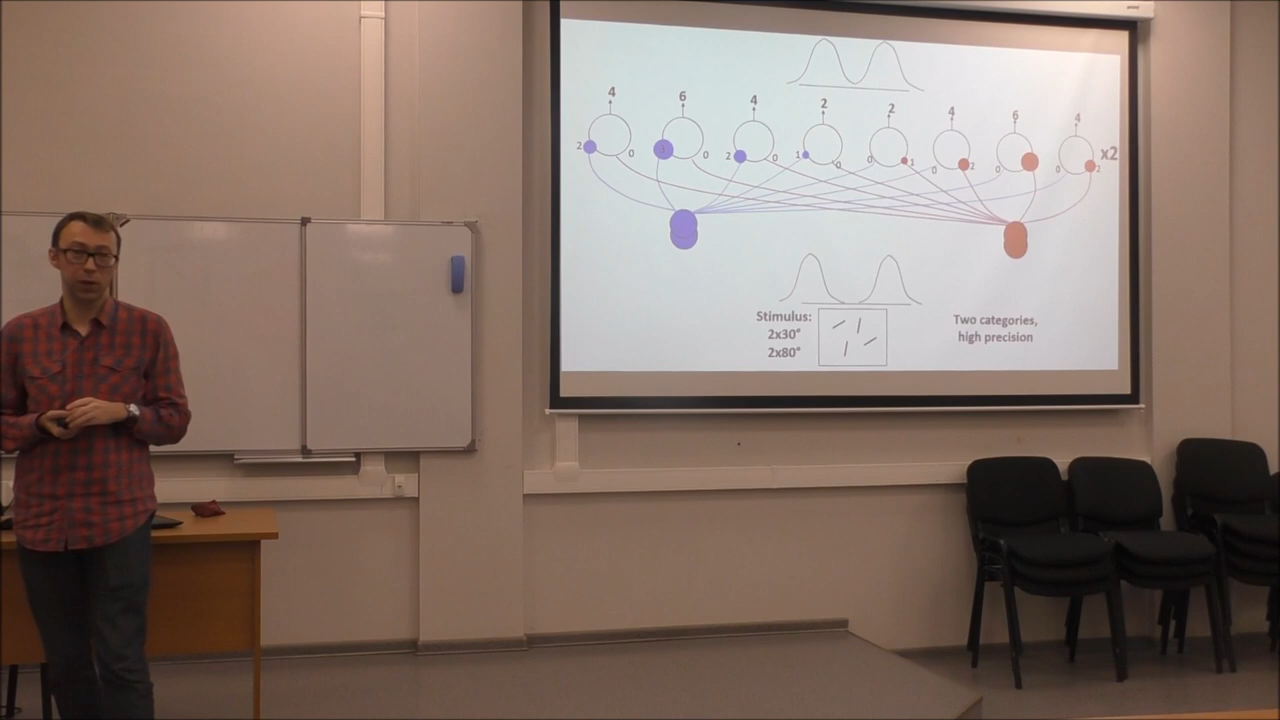 4 6 4 2 2 4 6 4
2 0 3 0 2 0 1 0 0 1 0 2 0 0 2 x2
Stimulus:
2x30°
2x80°
Two categories,
high precision